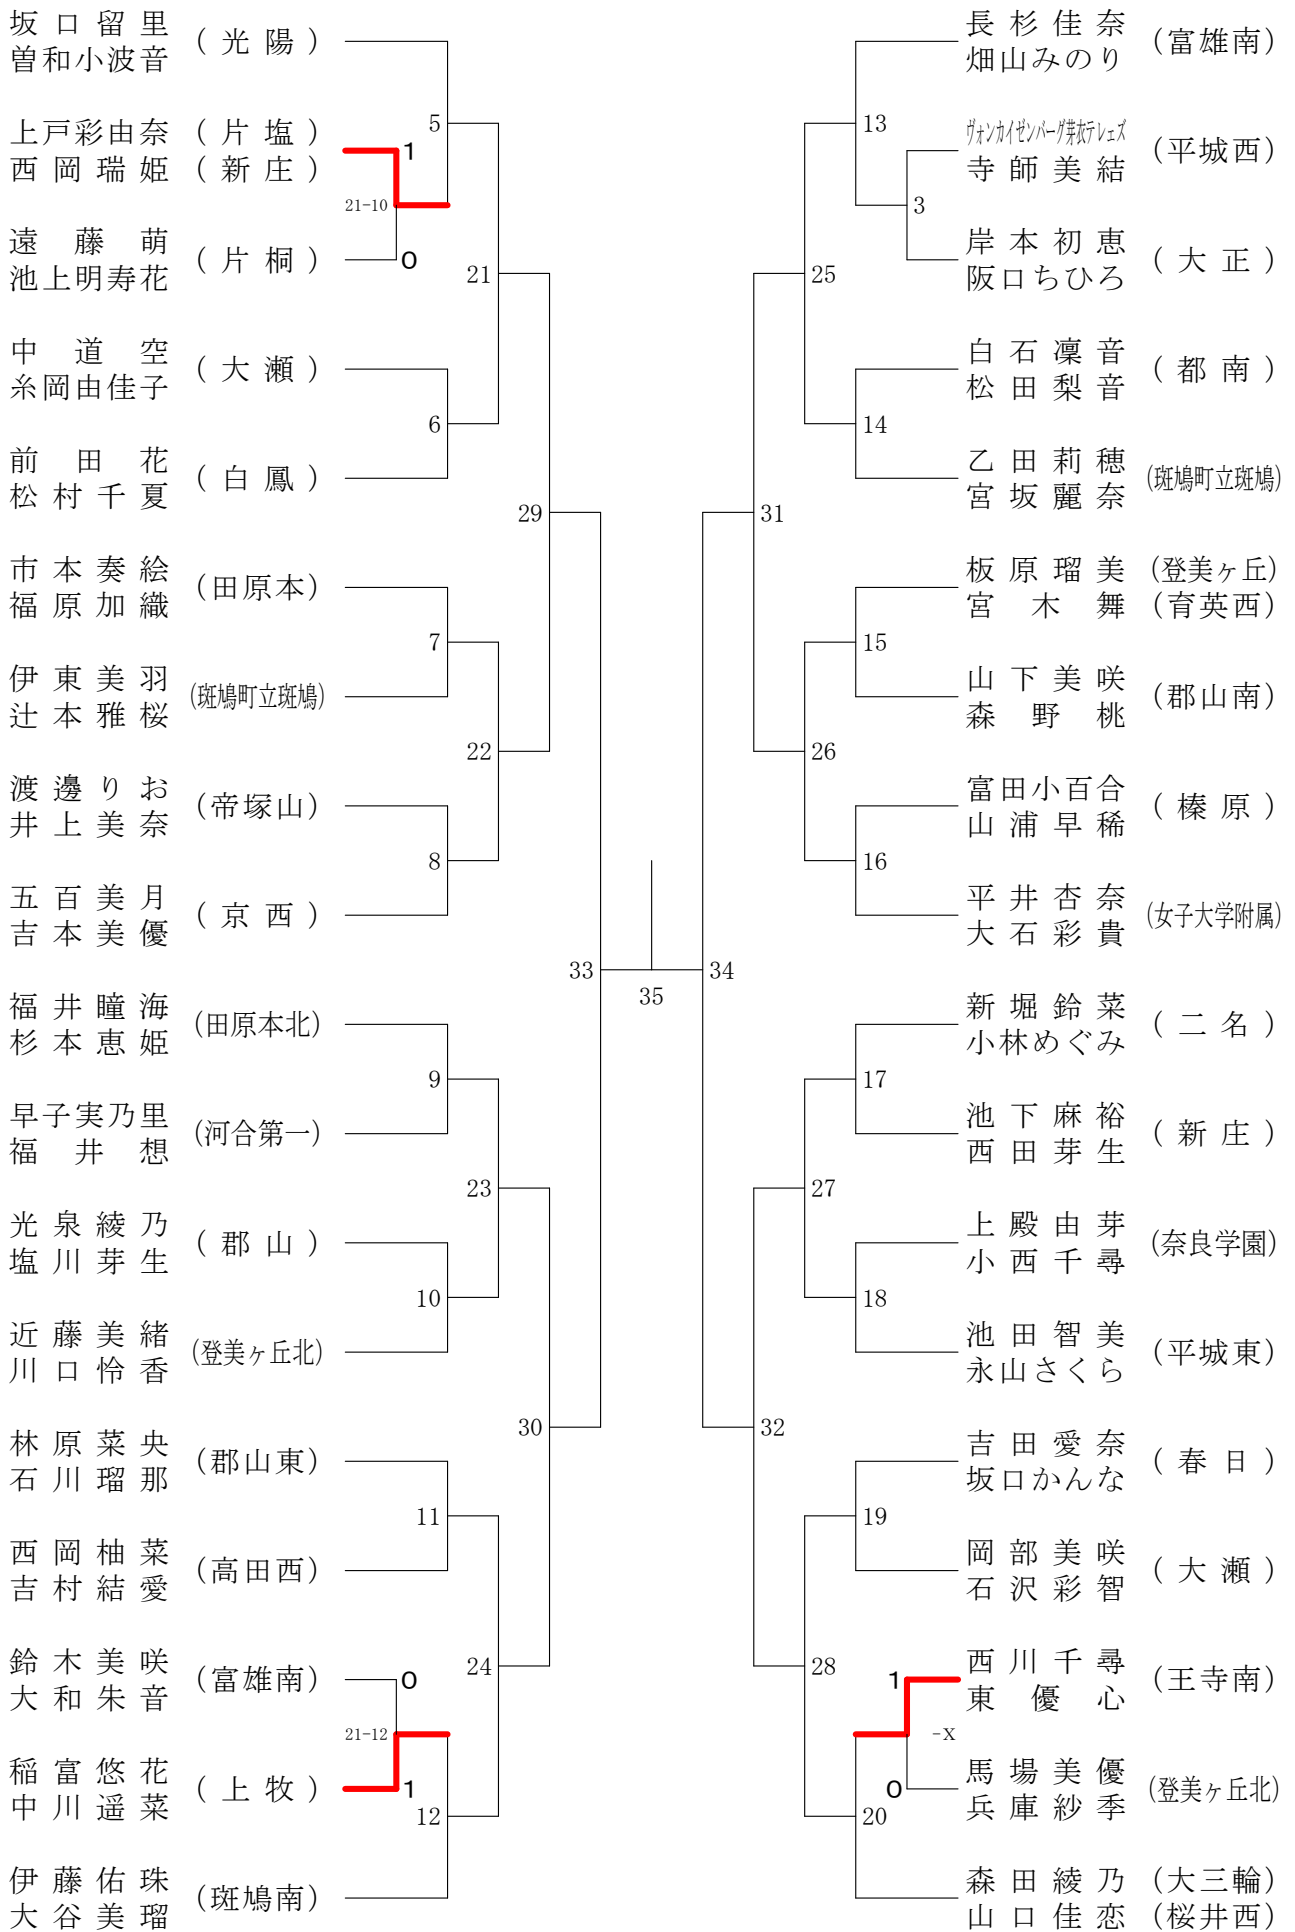 坂口留里
曽和小波音
(光陽)
上戸彩由奈 (片塩)
西岡瑞姫 (新庄)
遠藤萌
池上明寿花
(片桐)
中道空
糸岡由佳子
(大瀬)
前田花
松村千夏
(白鳳)
市本奏絵
福原加織
(田原本)
伊東美羽
辻本雅桜
(斑鳩町立斑鳩)
渡邊りお
井上美奈
(帝塚山)
五百美月
吉本美優
(京西)
福井瞳海
杉本恵姫
(田原本北)
早子実乃里
福井想
(河合第一)
光泉綾乃
塩川芽生
(郡山)
近藤美緒
川口怜香
(登美ヶ丘北)
林原菜央
石川瑠那
(郡山東)
西岡柚菜
吉村結愛
(高田西)
鈴木美咲
大和朱音
(富雄南)
稲富悠花
中川遥菜
(上牧)
伊藤佑珠
大谷美瑠
(斑鳩南)
1
21-10
0
0
21-12
1
5
6
7
8
9
10
11
12
21
22
23
24
29
30
33
35
34
31
32
25
26
27
28
13
3
14
15
16
17
18
19
20
1
-X
0
長杉佳奈
畑山みのり
(富雄南)
ヴォンカイゼンバーグ芽衣テレェズ
寺師美結
(平城西)
岸本初恵
阪口ちひろ
(大正)
白石凜音
松田梨音
(都南)
乙田莉穂
宮坂麗奈
(斑鳩町立斑鳩)
板原瑠美 (登美ヶ丘)
宮木舞 (育英西)
山下美咲
森野桃
(郡山南)
富田小百合
山浦早稀
(榛原)
平井杏奈
大石彩貴
(女子大学附属)
新堀鈴菜
小林めぐみ
(二名)
池下麻裕
西田芽生
(新庄)
上殿由芽
小西千尋
(奈良学園)
池田智美
永山さくら
(平城東)
吉田愛奈
坂口かんな
(春日)
岡部美咲
石沢彩智
(大瀬)
西川千尋
東優心
(王寺南)
馬場美優
兵庫紗季
(登美ヶ丘北)
森田綾乃 (大三輪)
山口佳恋 (桜井西)